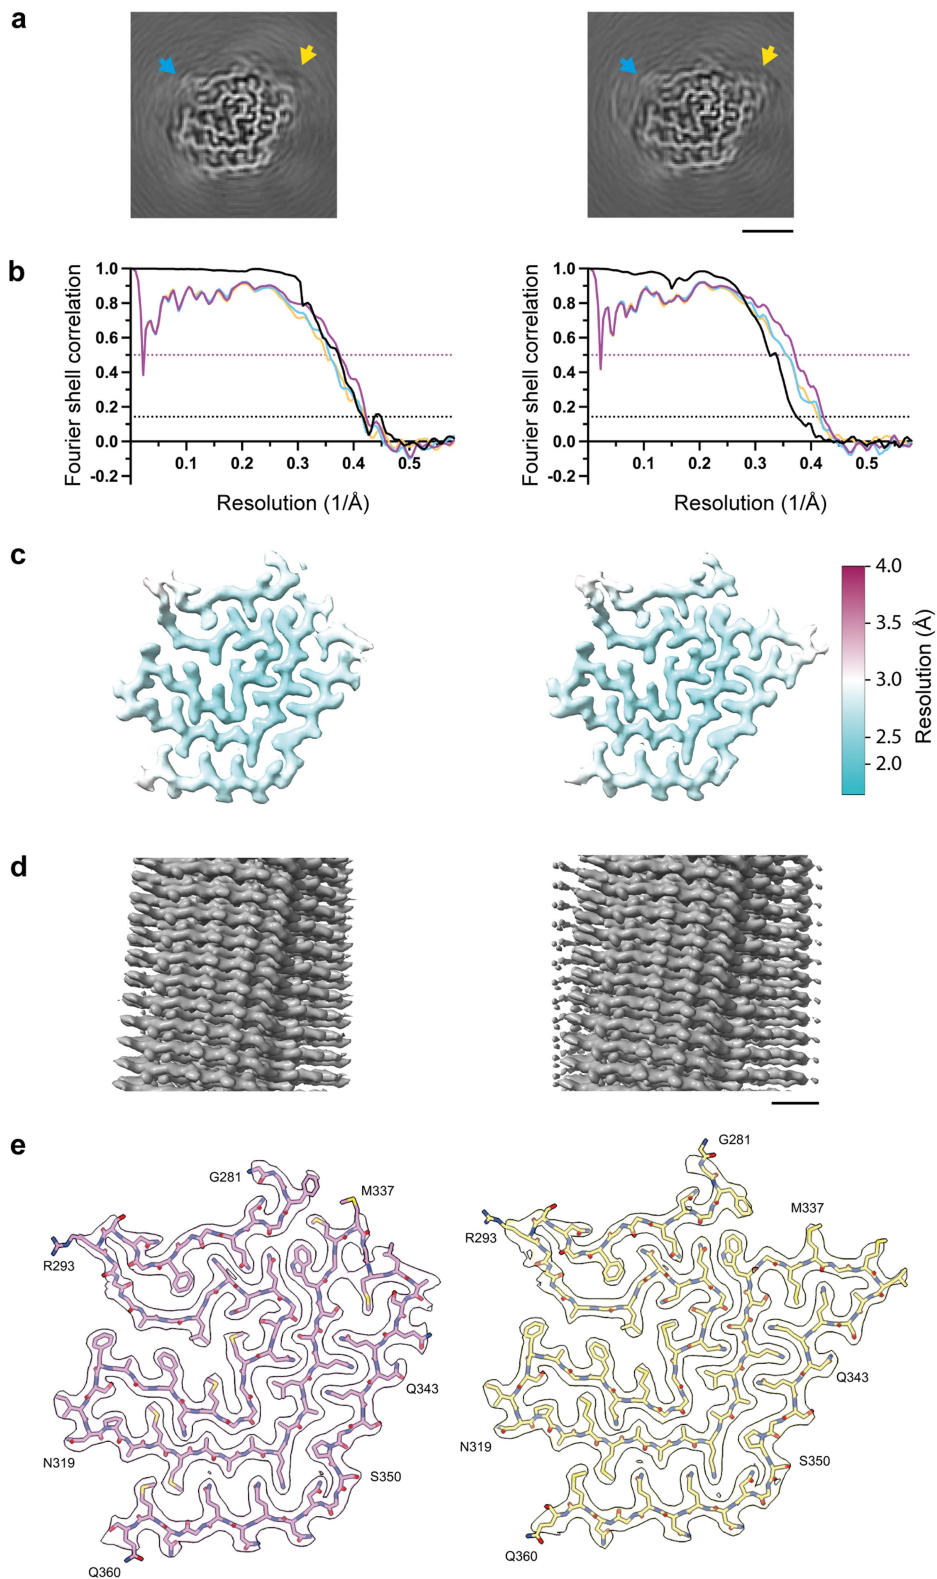 a
b
1.0
0.8
0.6
0.4
0.2
0.0
-0.2
Fourier shell correlation
0.1
0.2
0.3
0.4
0.5
Resolution (1/Å)
1.0
0.8
0.6
0.4
0.2
0.0
-0.2
Fourier shell correlation
0.1
0.2
0.3
0.4
0.5
Resolution (1/Å)
c
4.0
3.5
3.0
2.5
2.0
Resolution (Å)
d
e
G281
M337
R293
Q343
N319
S350
Q360
G281
M337
R293
Q343
N319
S350
Q360